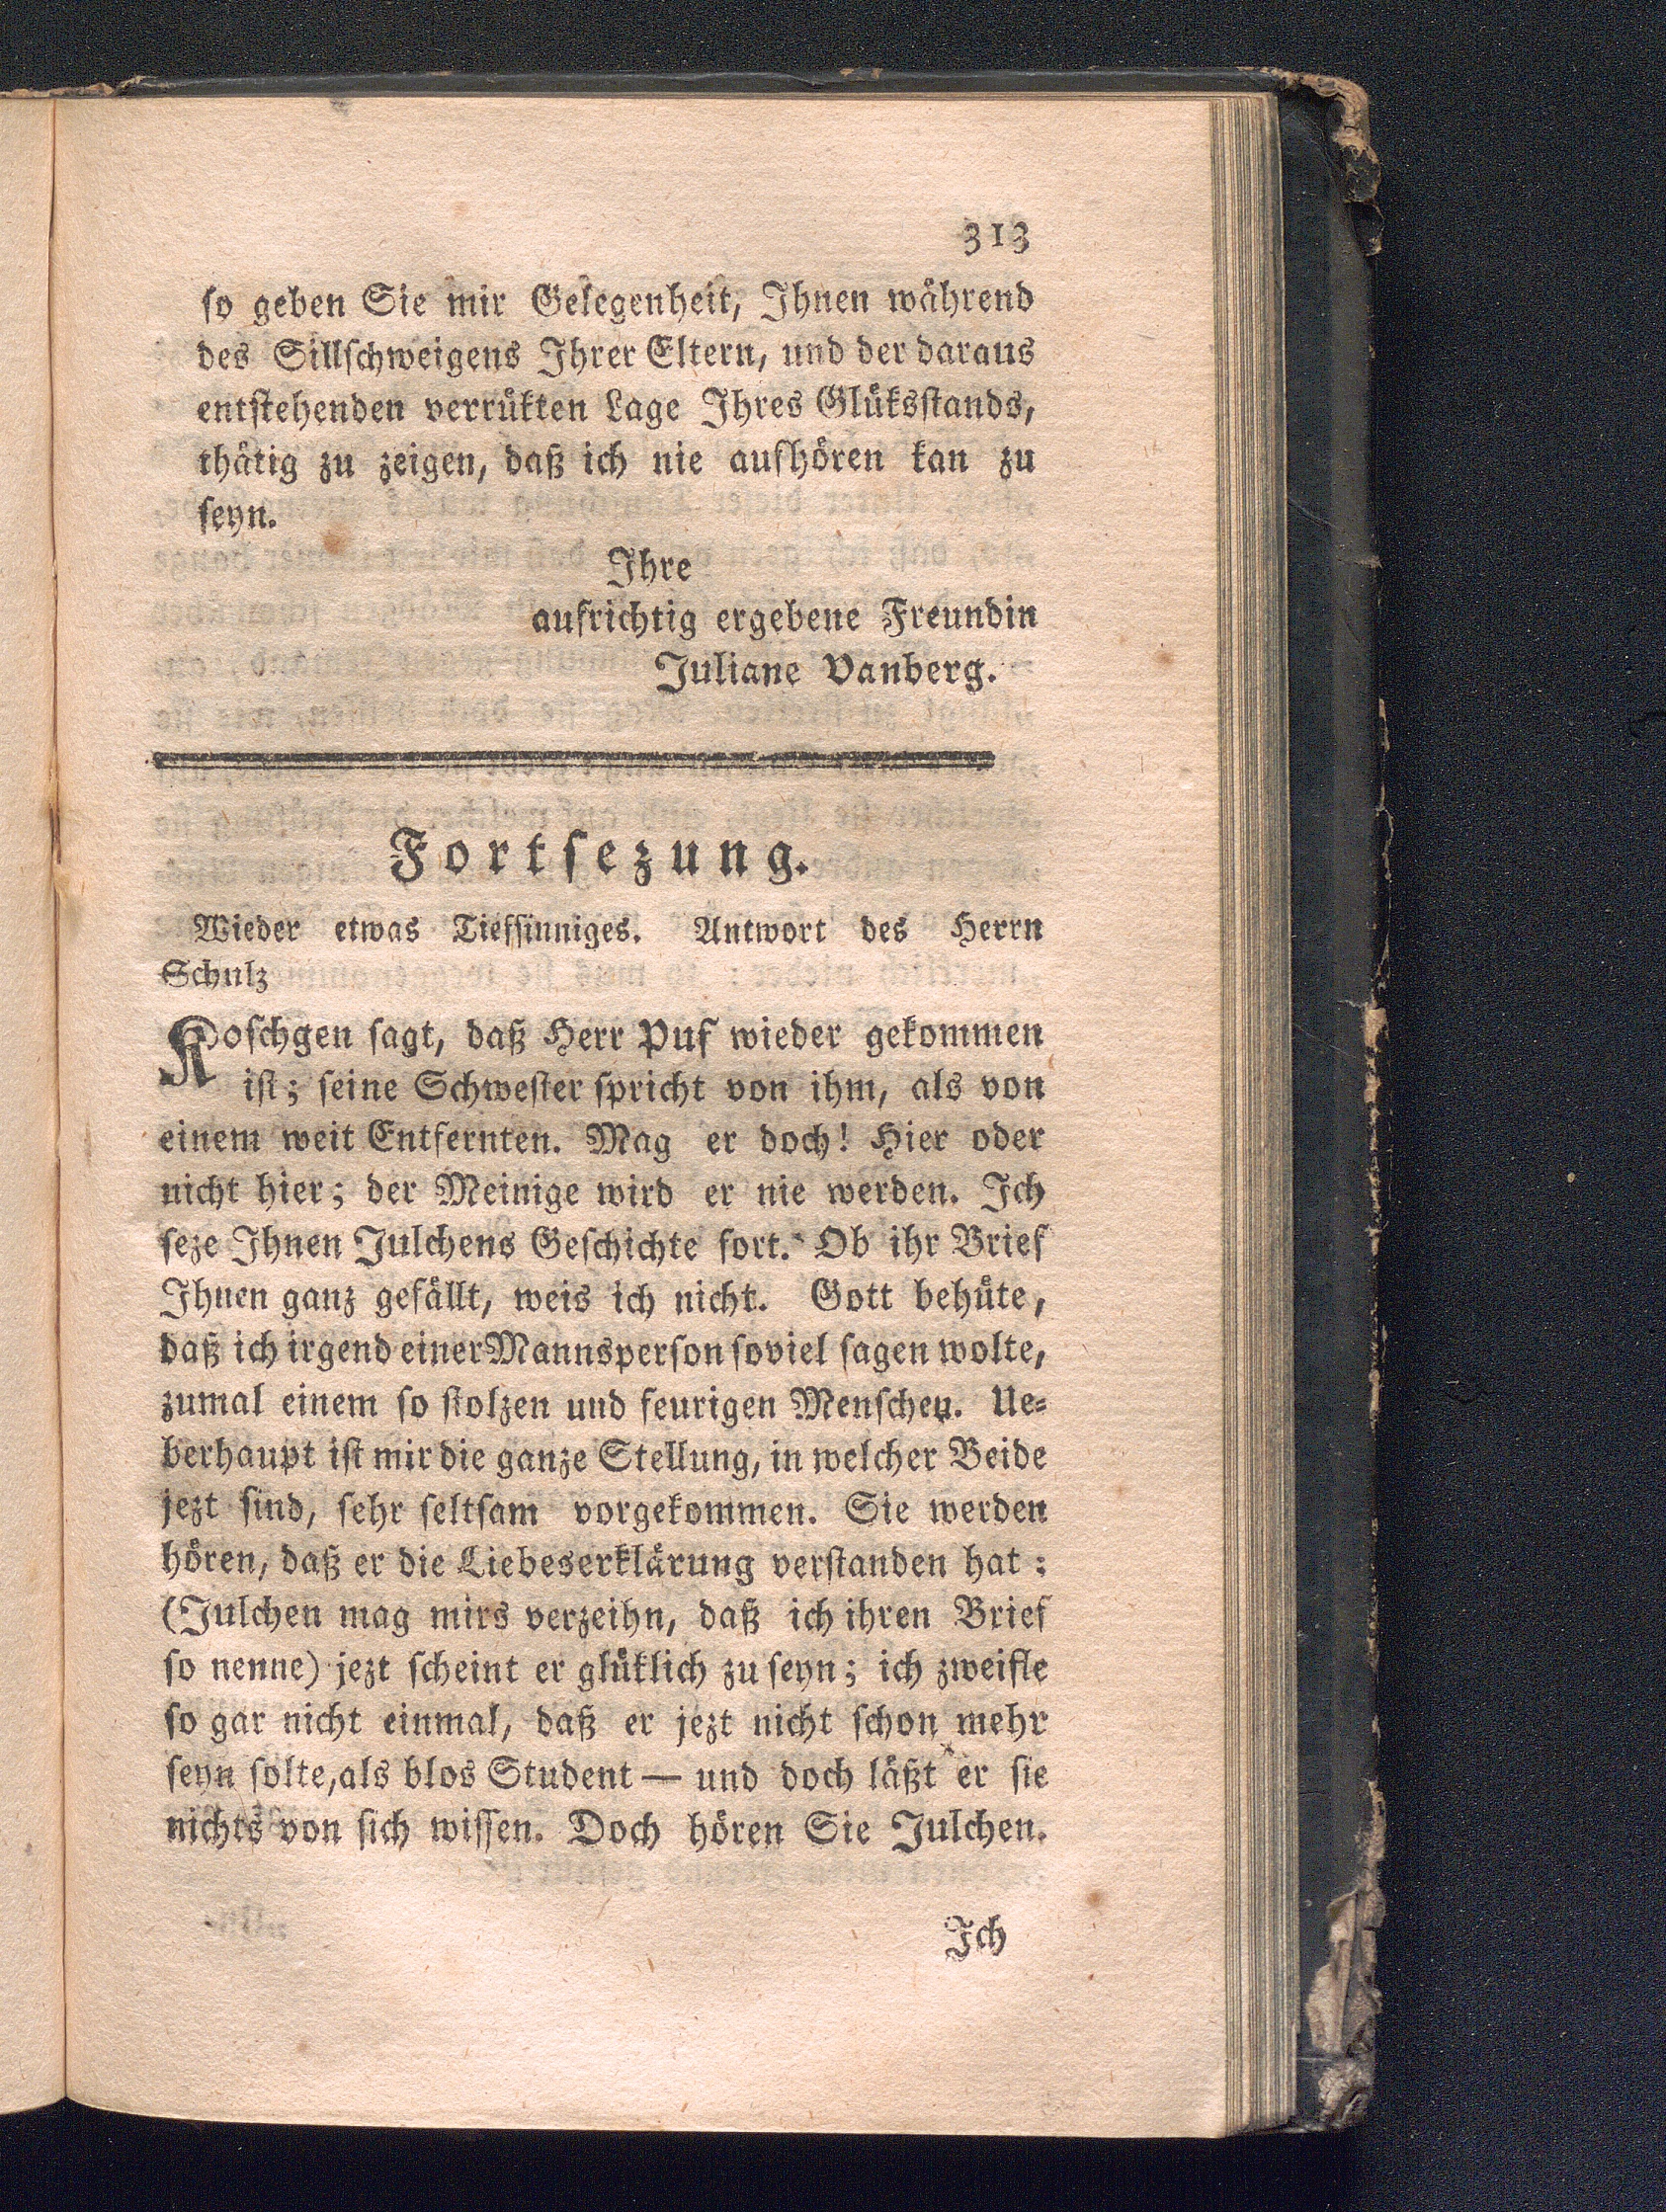 313
so geben Sie mir Gelegenheit, Ihnen während
des Sillschweigens Ihrer Eltern, und der daraus
entstehenden verrükten Lage Ihres Glüksstands,
thätig zu zeigen, daß ich nie aufhören kan zu
seyn.
Ihre
aufrichtig ergebene Freundin
Juliane Vanberg.
Fortsezung.
Wieder etwas Tiefsinniges. Antwort des Herrn
Schulz
Koschgen sagt, daß Herr Puf wieder gekommen
ist; seine Schwester spricht von ihm, als von
einem weit Entfernten. Mag er doch! Hier oder
nicht hier; der Meinige wird er nie werden. Ich
seze Ihnen Julchens Geschichte fort. Ob ihr Brief
Ihnen ganz gefällt, weis ich nicht. Gott behüte,
daß ich irgend einer Mannsperson soviel sagen wolte,
zumal einem so stolzen und feurigen Menschen. Ue-
berhaupt ist mir die ganze Stellung, in welcher Beide
jezt sind, sehr seltsam vorgekommen. Sie werden
hören, daß er die Liebeserklärung verstanden hat:
(Julchen mag mirs verzeihn, daß ich ihren Brief
so nenne) jezt scheint er glüklich zu seyn; ich zweifle
so gar nicht einmal, daß er jezt nicht schon mehr
seyn solte, als blos Student — und doch läßt er sie
nichts von sich wissen. Doch hören Sie Julchen.
Ich